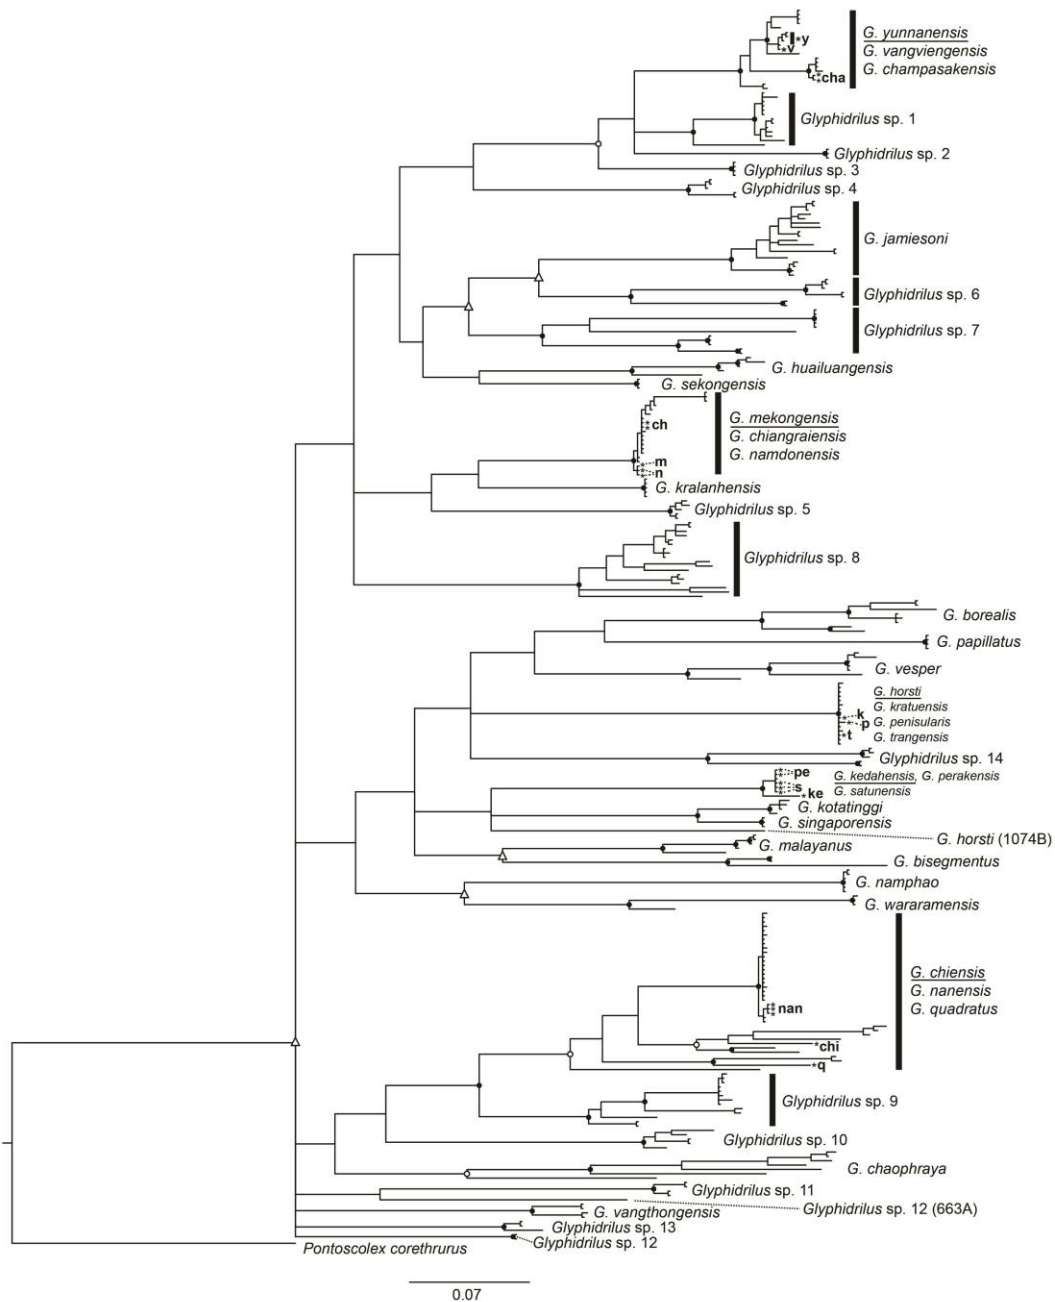 G. yunnanensis
*y
*v
G. vangviengensis
G. champasakensis
*cha
Glyphidrilus sp. 1
Glyphidrilus sp. 2
Glyphidrilus sp. 3
Glyphidrilus sp. 4
G. jamiesoni
Glyphidrilus sp. 6
Glyphidrilus sp. 7
G. huailuangensis
G. sekongensis
G. mekongensis
ch
G. chiangraiensis
G. namdonensis
m
n
G. kralanhensis
Glyphidrilus sp. 5
Glyphidrilus sp. 8
G. borealis
G. papillatus
G. vesper
G. horsti
G. kratuensis
k
p G. penisularis
*t G. trangensis
Glyphidrilus sp. 14
pe G. kedahensis, G. perakensis
s G. satunensis
*ke
G. kotatinggi
G. singaporensis
G. horsti (1074B)
G. malayanus
G. bisegmentus
G. namphao
G. wararamensis
G. chiensis
G. nanensis
nan G. quadratus
*chi
*q
Glyphidrilus sp. 9
Glyphidrilus sp. 10
G. chaophraya
Glyphidrilus sp. 11
Glyphidrilus sp. 12 (663A)
G. vangthongensis
Glyphidrilus sp. 13
Glyphidrilus sp. 12
Pontoscolex corethrurus
0.07